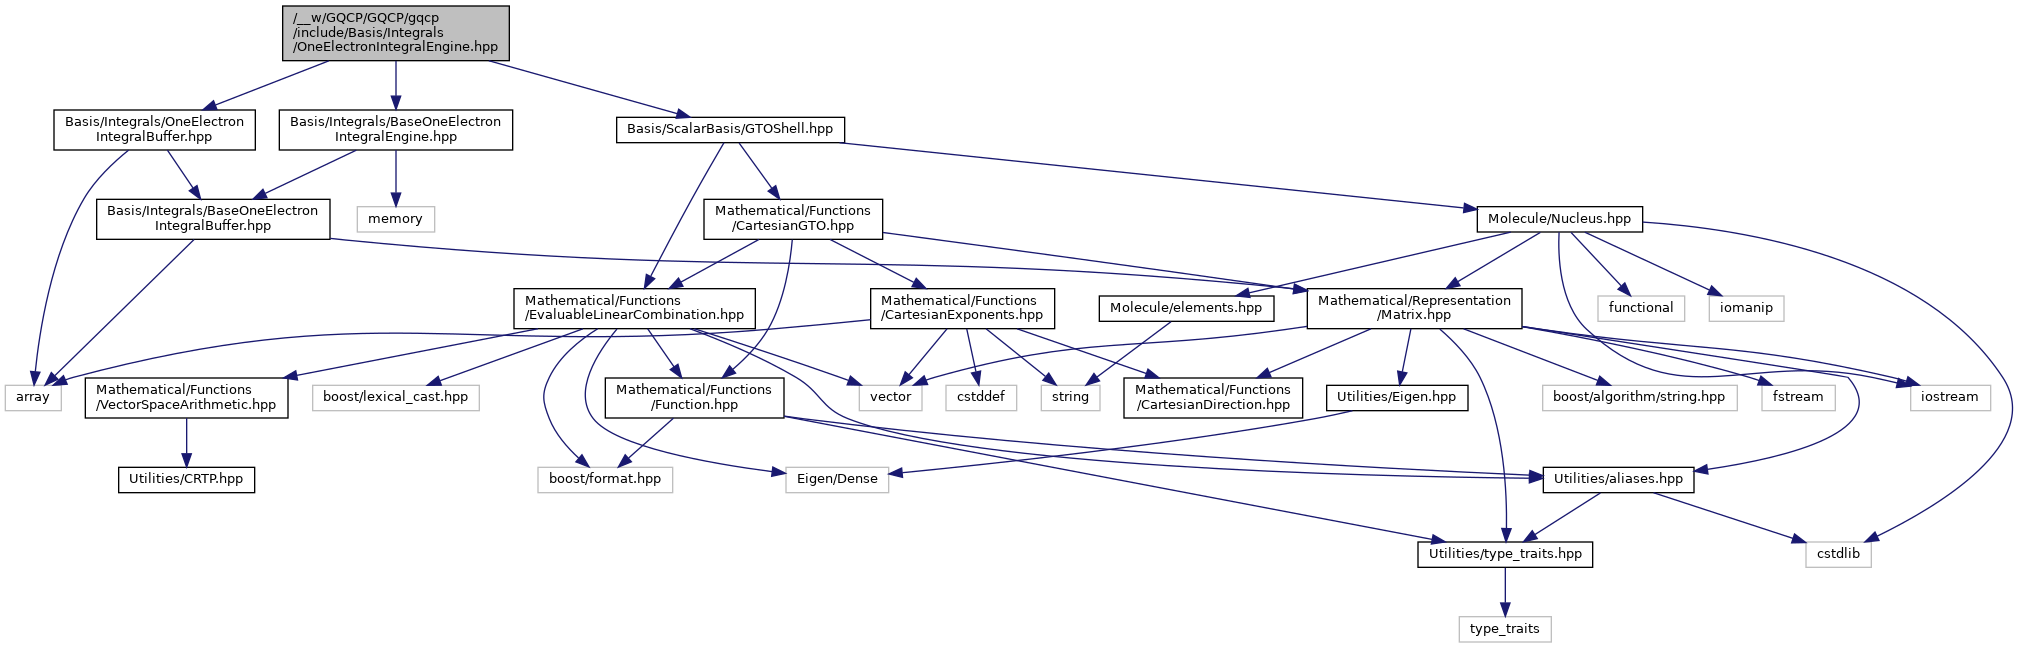 /__w/GQCP/GQCP/gqcp
/include/Basis/Integrals
/OneElectronIntegralEngine.hpp
Basis/Integrals/OneElectron
IntegralBuffer.hpp
Basis/Integrals/BaseOneElectron
IntegralEngine.hpp
Basis/ScalarBasis/GTOShell.hpp
Basis/Integrals/BaseOneElectron
IntegralBuffer.hpp
memory
Mathematical/Functions
/CartesianGTO.hpp
Molecule/Nucleus.hpp
Mathematical/Functions
/EvaluableLinearCombination.hpp
Mathematical/Functions
/CartesianExponents.hpp
Molecule/elements.hpp
Mathematical/Representation
/Matrix.hpp
functional
iomanip
array
Mathematical/Functions
/VectorSpaceArithmetic.hpp
boost/lexical_cast.hpp
Mathematical/Functions
/Function.hpp
vector
cstddef
string
Mathematical/Functions
/CartesianDirection.hpp
Utilities/Eigen.hpp
boost/algorithm/string.hpp
fstream
iostream
Utilities/CRTP.hpp
boost/format.hpp
Eigen/Dense
Utilities/aliases.hpp
Utilities/type_traits.hpp
cstdlib
type_traits